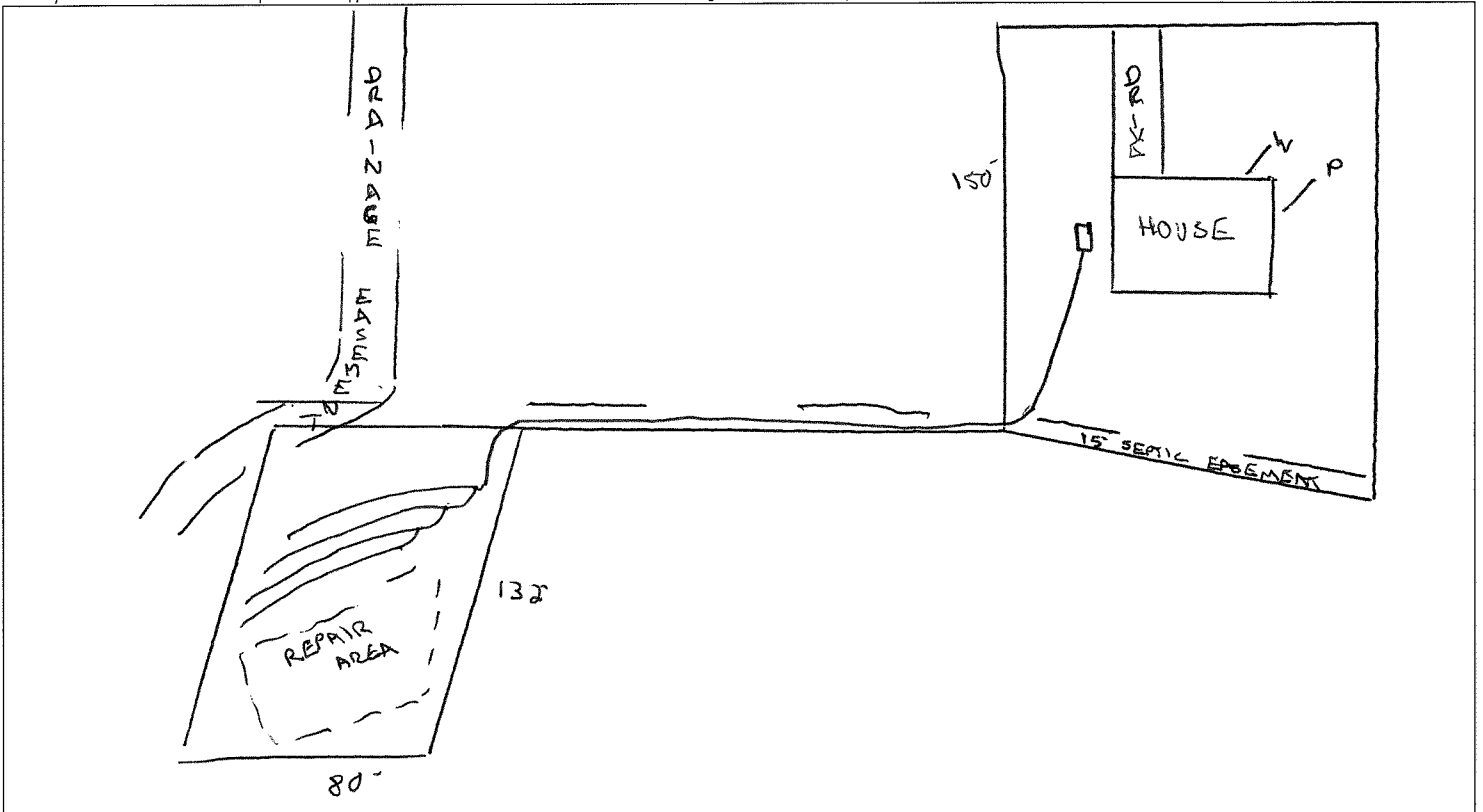 DRAINAGE EASEMENT
DRIVE
W
P
150'
HOUSE
15' SEPTIC EASEMENT
132'
REPAIR
AREA
80'